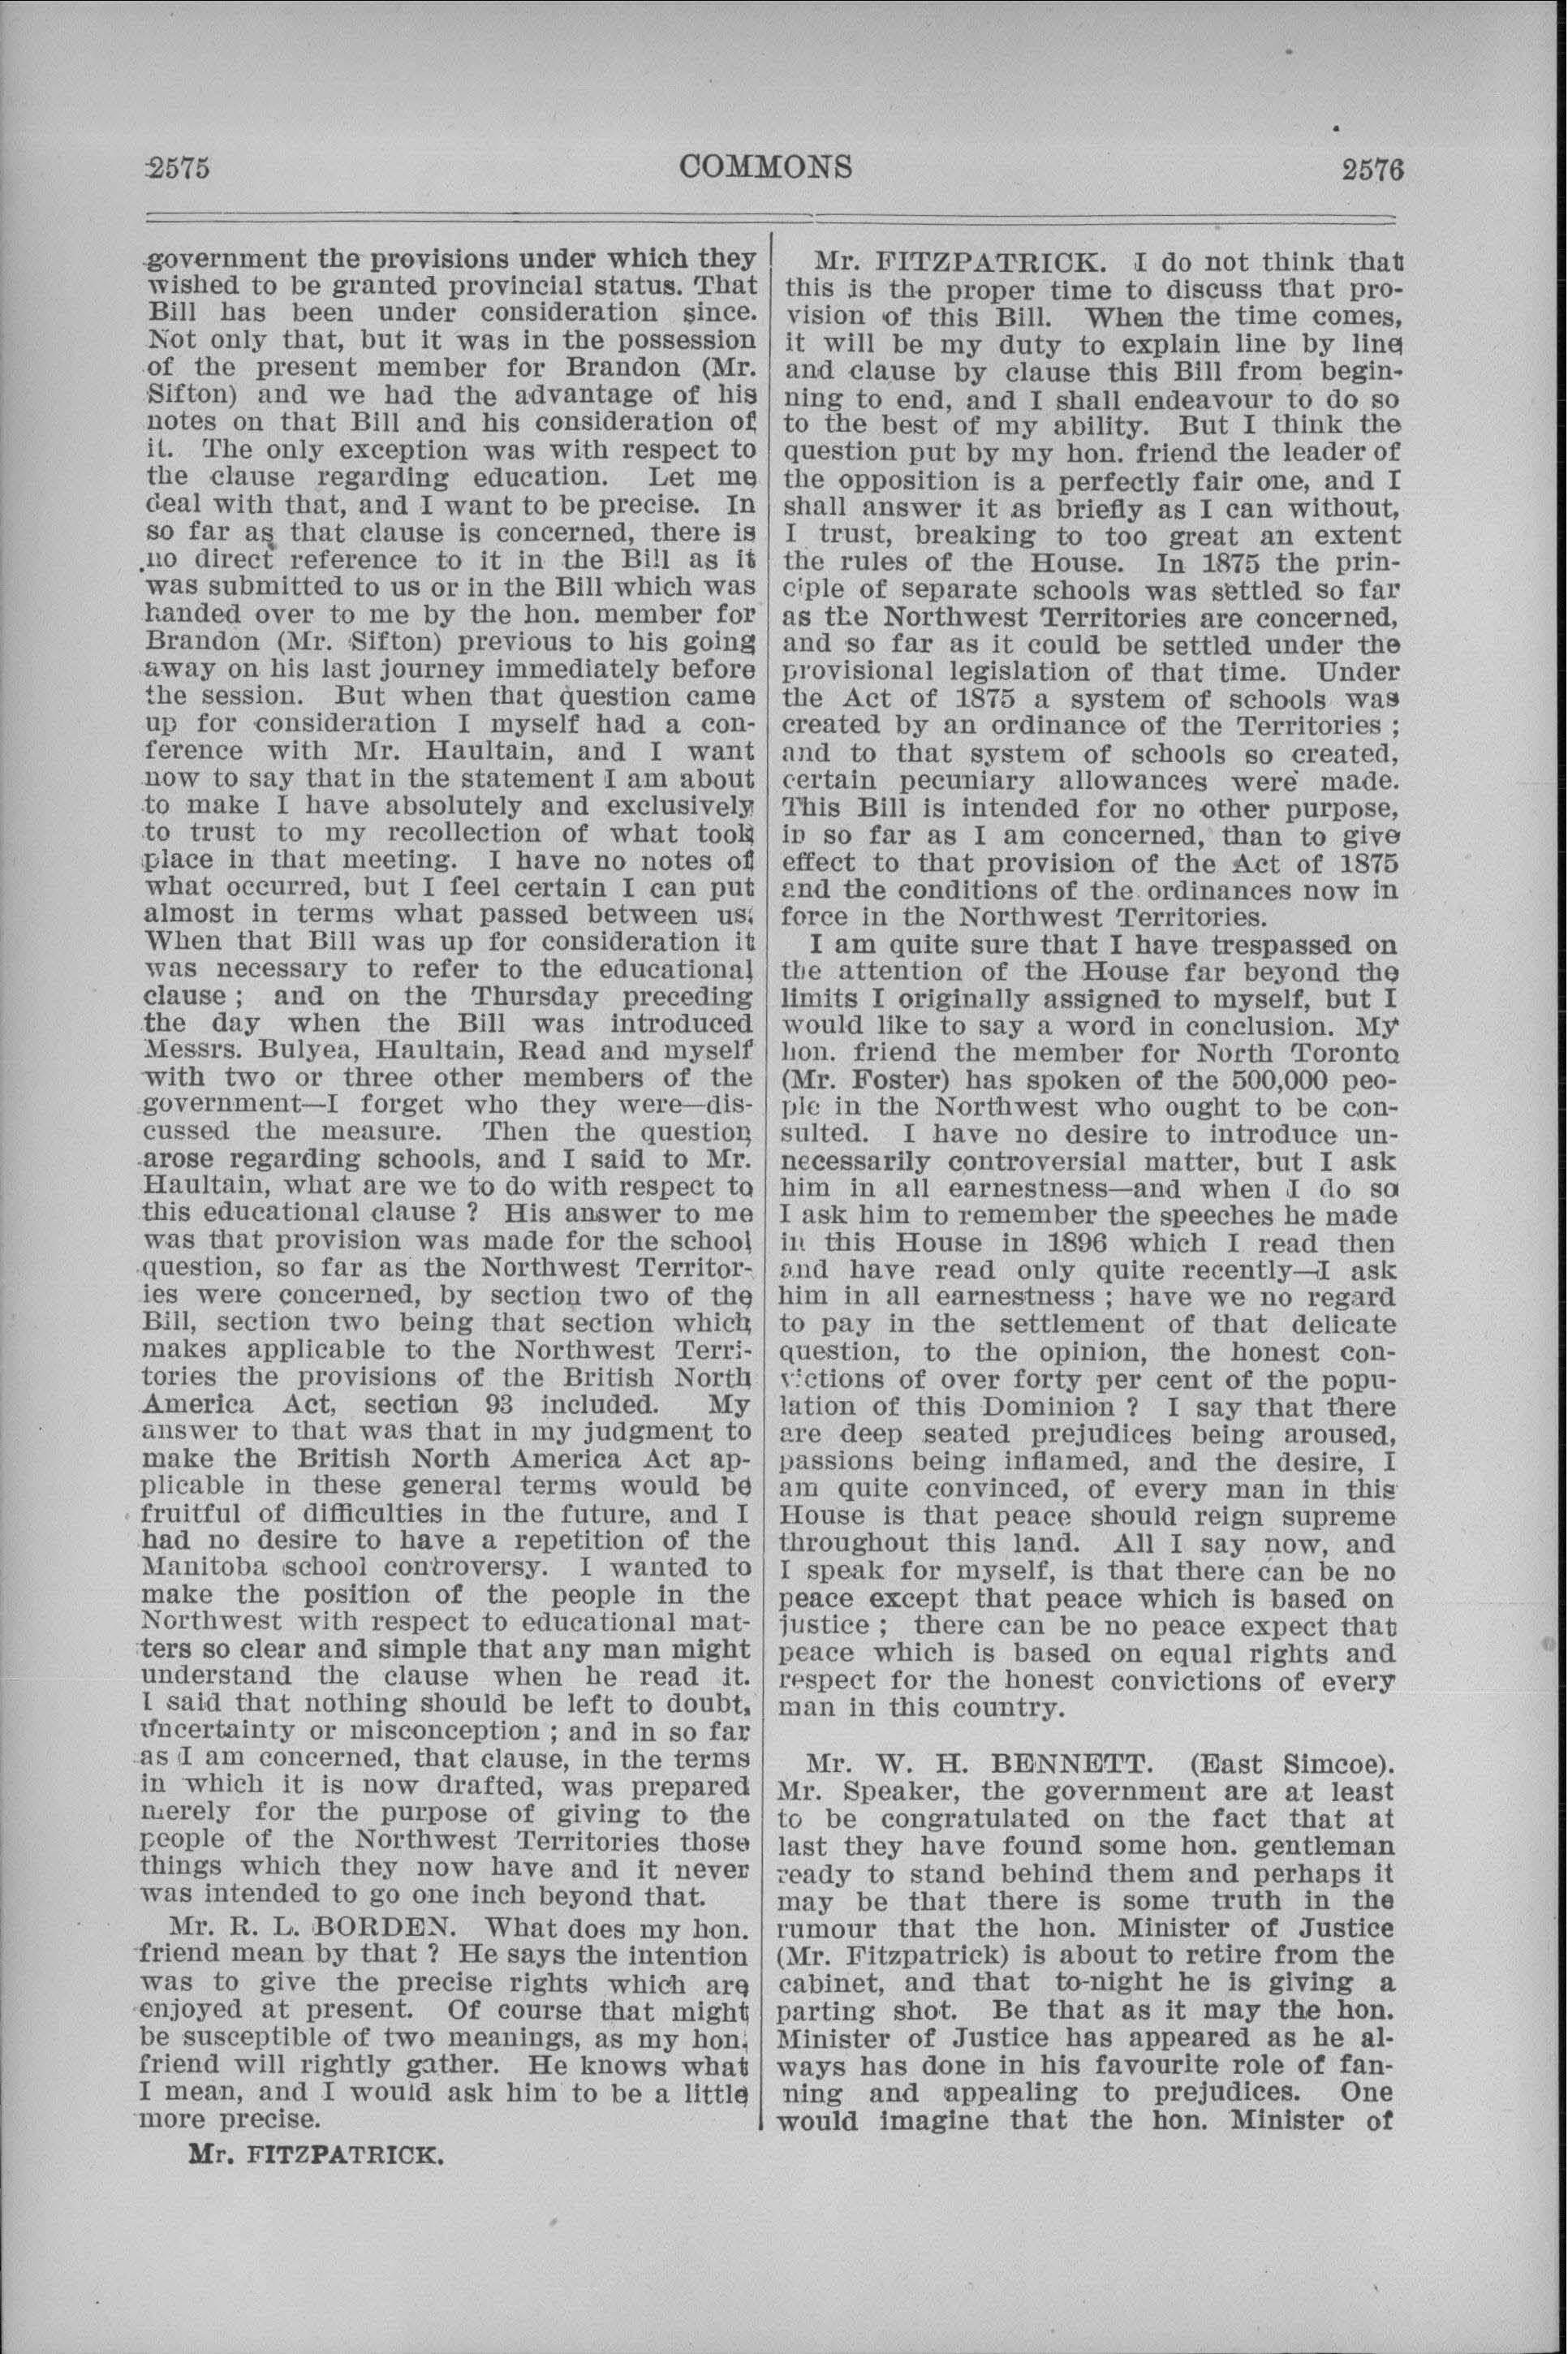 2575
COMMONS
2576
government the provisions under which they
wished to be granted provincial status. That
Bill has been under consideration since.
Not only that, but it was in the possession
of the present member for Brandon (Mr.
Sifton) and we had the advantage of his
notes on that Bill and his consideration of
it. The only exception was with respect to
the clause regarding education. Let me
deal with that, and I want to be precise. In
so far as that clause is concerned, there is
no direct reference to it in the Bill as it
was submitted to us or in the Bill which was
handed over to me by the hon. member for
Brandon (Mr. Sifton) previous to his going
away on his last journey immediately before
the session. But when that question came
up for consideration I myself had a con-
ference with Mr. Haultain, and I want
now to say that in the statement I am about
to make I have absolutely and exclusively
to trust to my recollection of what took
place in that meeting. I have no notes of
what occurred, but I feel certain I can put
almost in terms what passed between us.
When that Bill was up for consideration it
was necessary to refer to the educational
clause ; and on the Thursday preceding
the day when the Bill was introduced
Messrs. Bulyea, Haultain, Read and myself
with two or three other members of the
government—I forget who they were—dis-
cussed the measure. Then the question
arose regarding schools, and I said to Mr.
Haultain, what are we to do with respect to
this educational clause ? His answer to me
was that provision was made for the school
question, so far as the Northwest Territor-
ies were concerned, by section two of the
Bill, section two being that section which
makes applicable to the Northwest Terri-
tories the provisions of the British North
America Act, section 93 included. My
answer to that was that in my judgment to
make the British North America Act ap-
plicable in these general terms would be
fruitful of difficulties in the future, and I
had no desire to have a repetition of the
Manitoba school controversy. I wanted to
make the position of the people in the
Northwest with respect to educational mat-
ters so clear and simple that any man might
understand the clause when he read it.
I said that nothing should be left to doubt,
uncertainty or misconception ; and in so far
as I am concerned, that clause, in the terms
in which it is now drafted, was prepared
merely for the purpose of giving to the
people of the Northwest Territories those
things which they now have and it never
was intended to go one inch beyond that.
Mr. R. L. BORDEN. What does my hon.
friend mean by that ? He says the intention
was to give the precise rights which are
enjoyed at present. Of course that might
be susceptible of two meanings, as my hon.
friend will rightly gather. He knows what
I mean, and I would ask him to be a little
more precise.
Mr. FITZPATRICK.
Mr. FITZPATRICK. I do not think that
this is the proper time to discuss that pro-
vision of this Bill. When the time comes,
it will be my duty to explain line by line
and clause by clause this Bill from begin-
ning to end, and I shall endeavour to do so
to the best of my ability. But I think the
question put by my hon. friend the leader of
the opposition is a perfectly fair one, and I
shall answer it as briefly as I can without,
I trust, breaking to too great an extent
the rules of the House. In 1875 the prin-
ciple of separate schools was settled so far
as the Northwest Territories are concerned,
and so far as it could be settled under the
provisional legislation of that time. Under
the Act of 1875 a system of schools was
created by an ordinance of the Territories ;
and to that system of schools so created,
certain pecuniary allowances were made.
This Bill is intended for no other purpose,
in so far as I am concerned, than to give
effect to that provision of the Act of 1875
and the conditions of the ordinances now in
force in the Northwest Territories.
I am quite sure that I have trespassed on
the attention of the House far beyond the
limits I originally assigned to myself, but I
would like to say a word in conclusion. My
hon. friend the member for North Toronto
(Mr. Foster) has spoken of the 500,000 peo-
ple in the Northwest who ought to be con-
sulted. I have no desire to introduce un-
necessarily controversial matter, but I ask
him in all earnestness—and when I do so
I ask him to remember the speeches he made
in this House in 1896 which I read then
and have read only quite recently—I ask
him in all earnestness ; have we no regard
to pay in the settlement of that delicate
question, to the opinion, the honest con-
victions of over forty per cent of the popu-
lation of this Dominion ? I say that there
are deep seated prejudices being aroused,
passions being inflamed, and the desire, I
am quite convinced, of every man in this
House is that peace should reign supreme
throughout this land. All I say now, and
I speak for myself, is that there can be no
peace except that peace which is based on
justice ; there can be no peace expect that
peace which is based on equal rights and
respect for the honest convictions of every
man in this country.
Mr. W. H. BENNETT. (East Simcoe).
Mr. Speaker, the government are at least
to be congratulated on the fact that at
last they have found some hon. gentleman
ready to stand behind them and perhaps it
may be that there is some truth in the
rumour that the hon. Minister of Justice
(Mr. Fitzpatrick) is about to retire from the
cabinet, and that to-night he is giving a
parting shot. Be that as it may the hon.
Minister of Justice has appeared as he al-
ways has done in his favourite role of fan-
ning and appealing to prejudices. One
would imagine that the hon. Minister of